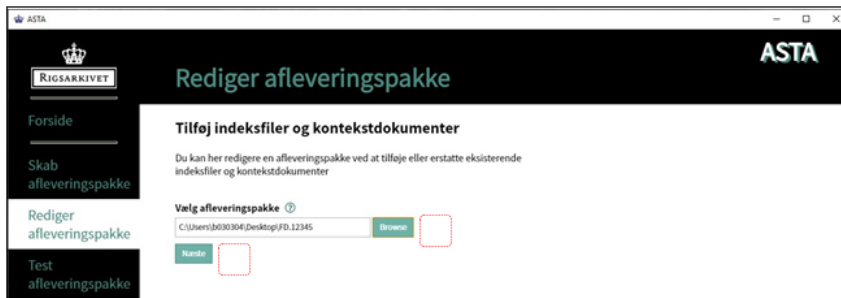 ASTA
ASTA
RIGSARKIVET
Rediger afleveringspakke
Forside
Tilføj indeksfiler og kontekstdokumenter
Skab
afleveringspakke
Du kan her redigere en afleveringspakke ved at tilføje eller erstatte eksisterende
indeksfiler og kontekstdokumenter
Rediger
afleveringspakke
Vælg afleveringspakke ?
C:\Users\b030304\Desktop\FD.12345 Browse
Næste
Test
afleveringspakke